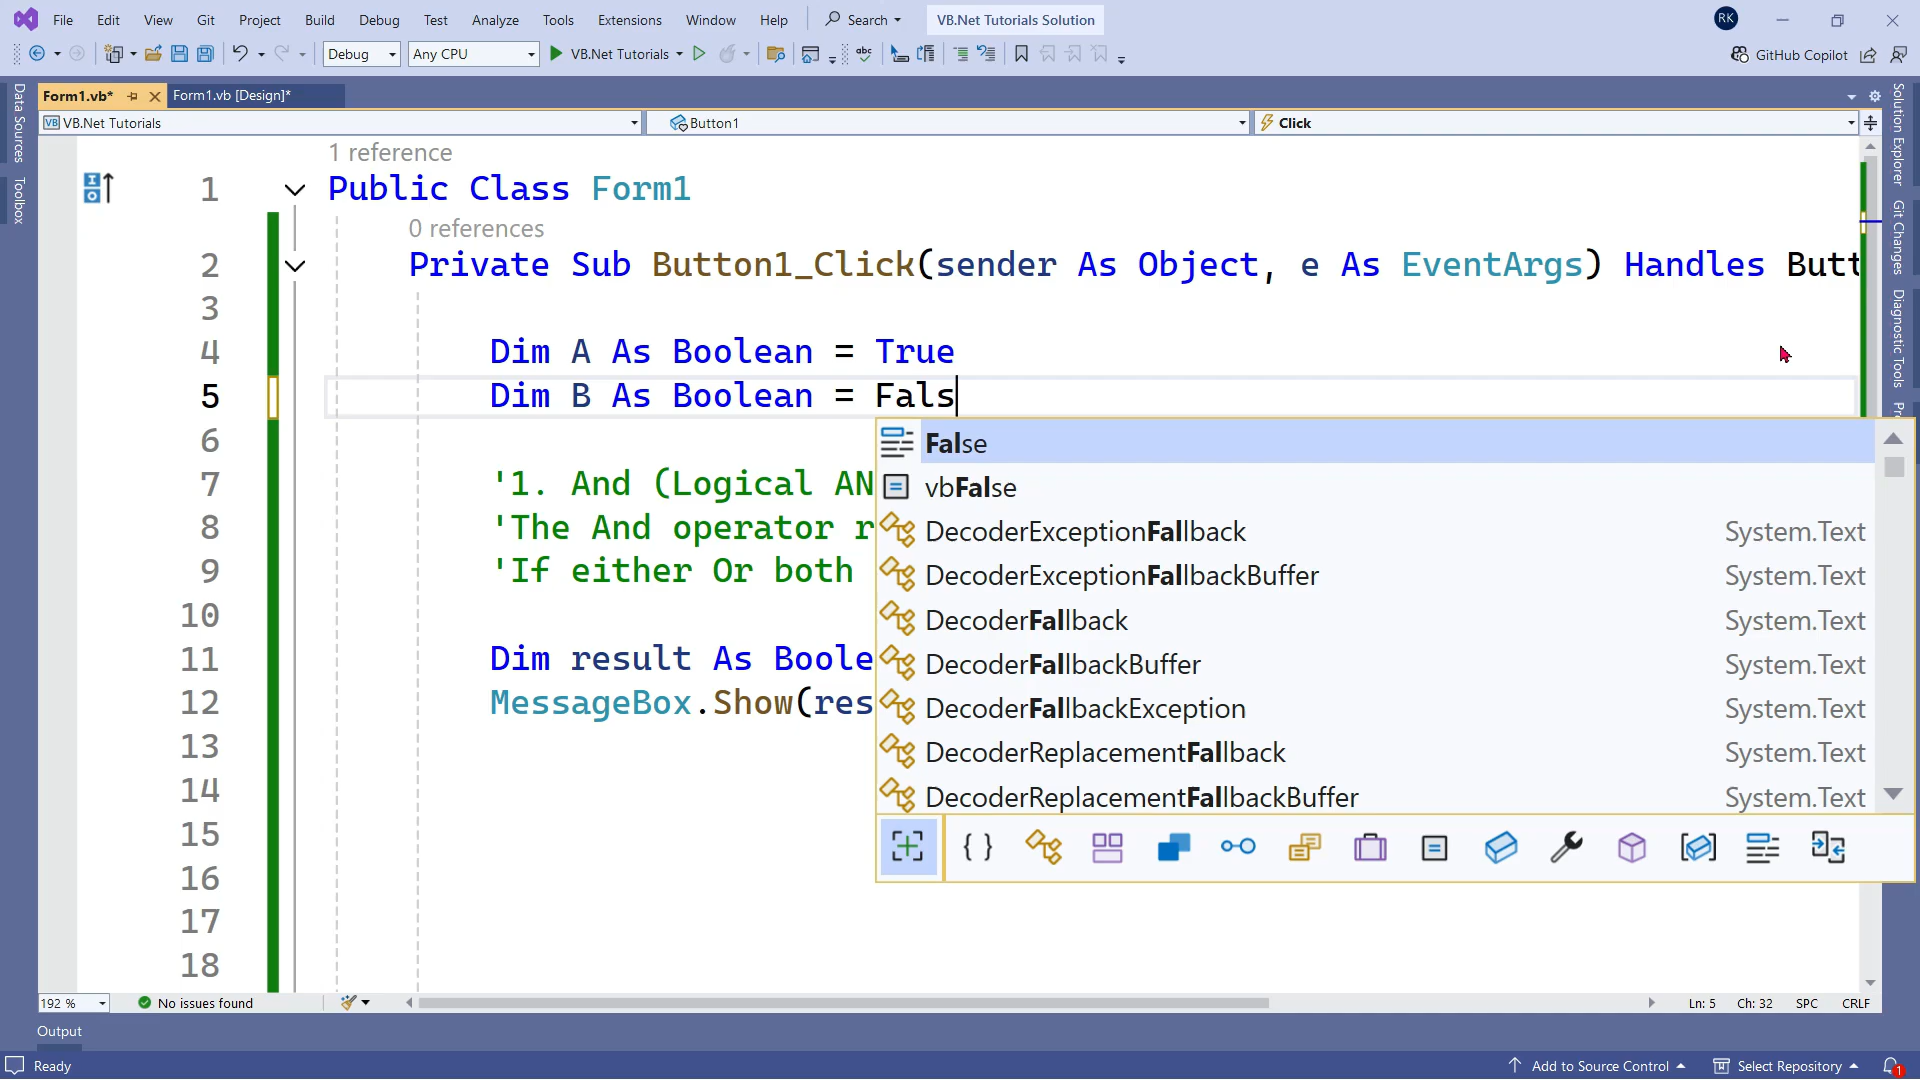 File Edit View Git Project Build Debug Test Analyze Tools Extensions Window Help Search VB.Net Tutorials Solution RK
Debug Any CPU VB.Net Tutorials abc GitHub Copilot
Form1.vb* Form1.vb [Design]*
VB VB.Net Tutorials Button1 Click
Data Sources
Toolbox
Solution Explorer
Git Changes
Diagnostic Tools
1 reference
1 Public Class Form1
0 references
2 Private Sub Button1_Click(sender As Object, e As EventArgs) Handles Butt
3
4 Dim A As Boolean = True
5 Dim B As Boolean = Fals
6
7 '1. And (Logical AN
8 'The And operator r
9 'If either Or both
10
11 Dim result As Boole
12 MessageBox.Show(res
13
14
15
16
17
18
False
vbFalse
DecoderExceptionFallback System.Text
DecoderExceptionFallbackBuffer System.Text
DecoderFallback System.Text
DecoderFallbackBuffer System.Text
DecoderFallbackException System.Text
DecoderReplacementFallback System.Text
DecoderReplacementFallbackBuffer System.Text
192 % No issues found Ln: 5 Ch: 32 SPC CRLF
Output
Ready Add to Source Control Select Repository 1